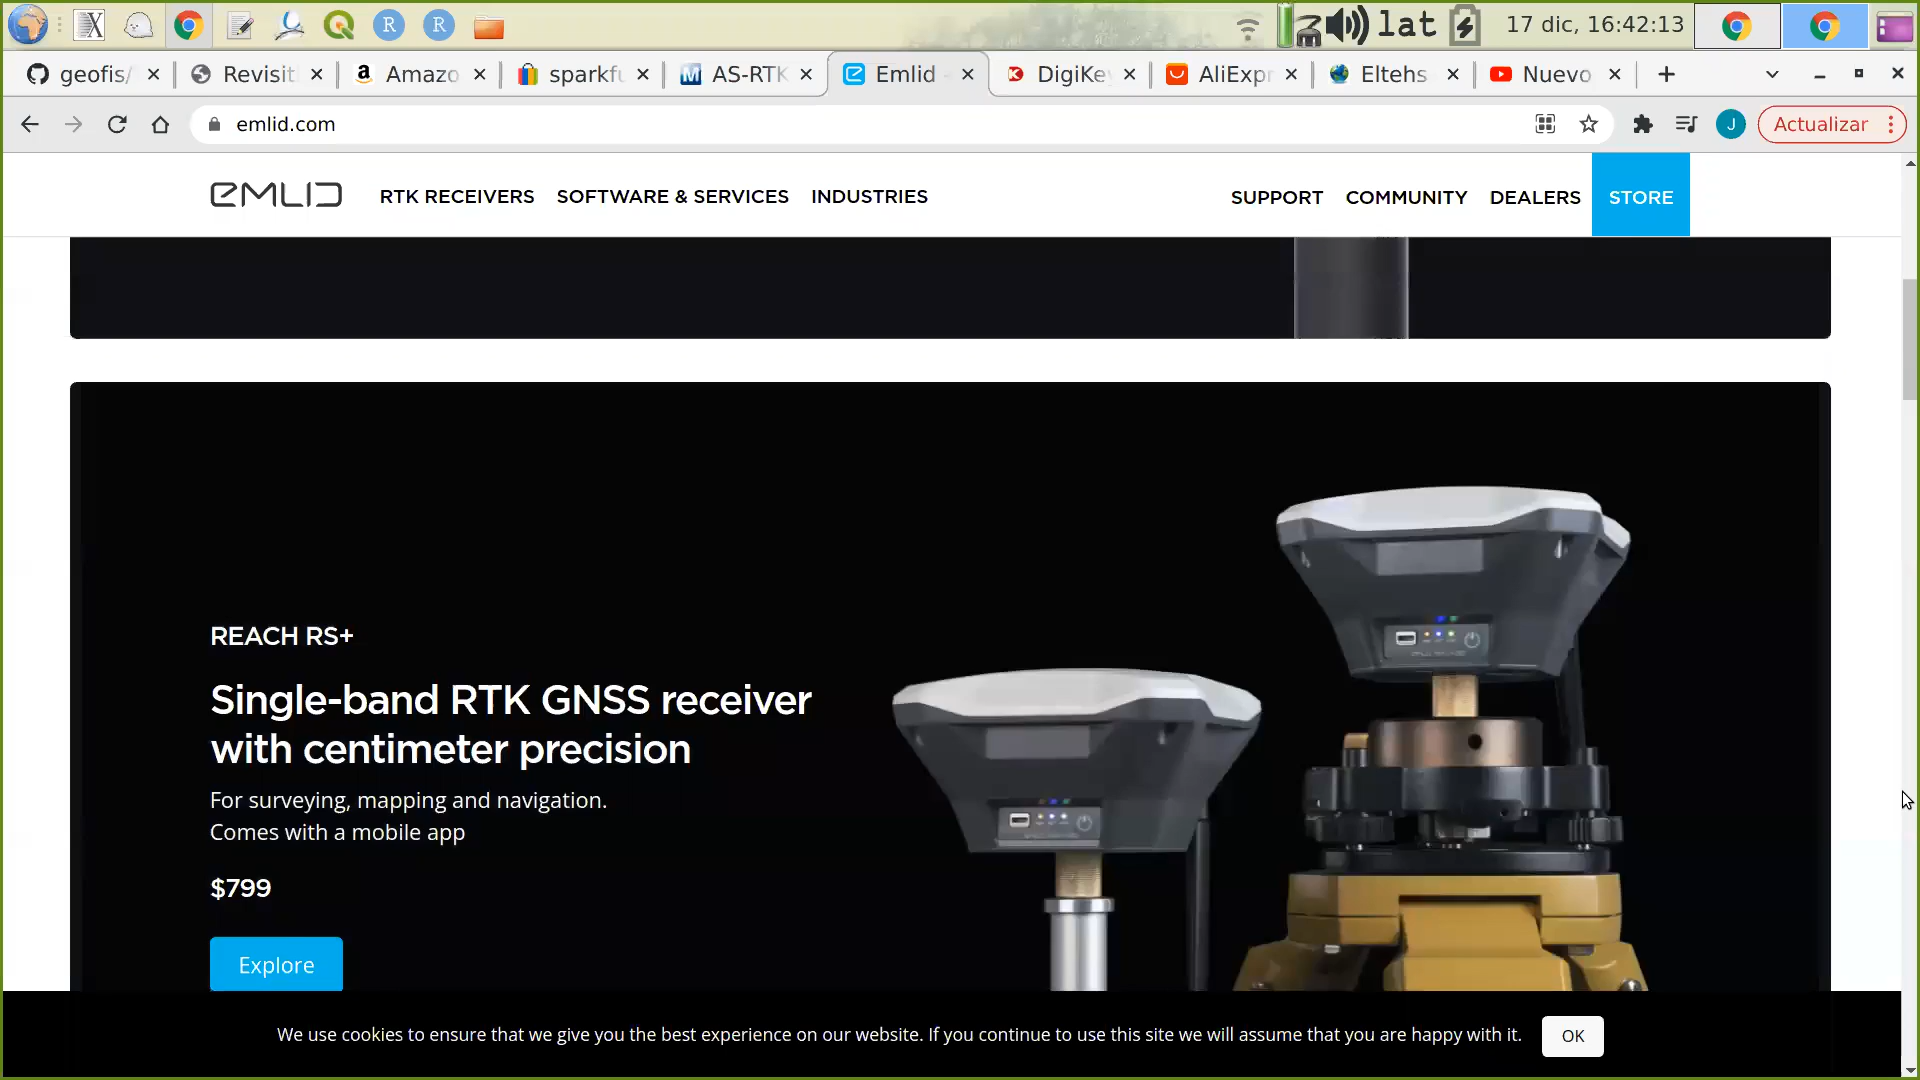 lat
17 dic, 16:42:13
geofis/
Revisit
Amazo
sparkfu
AS-RTK
Emlid -
DigiKey
AliExpr
Eltehs
Nuevo
emlid.com
J
Actualizar
EMLID
RTK RECEIVERS
SOFTWARE & SERVICES
INDUSTRIES
SUPPORT
COMMUNITY
DEALERS
STORE
REACH RS+
Single-band RTK GNSS receiver
with centimeter precision
For surveying, mapping and navigation.
Comes with a mobile app
$799
Explore
We use cookies to ensure that we give you the best experience on our website. If you continue to use this site we will assume that you are happy with it.
OK